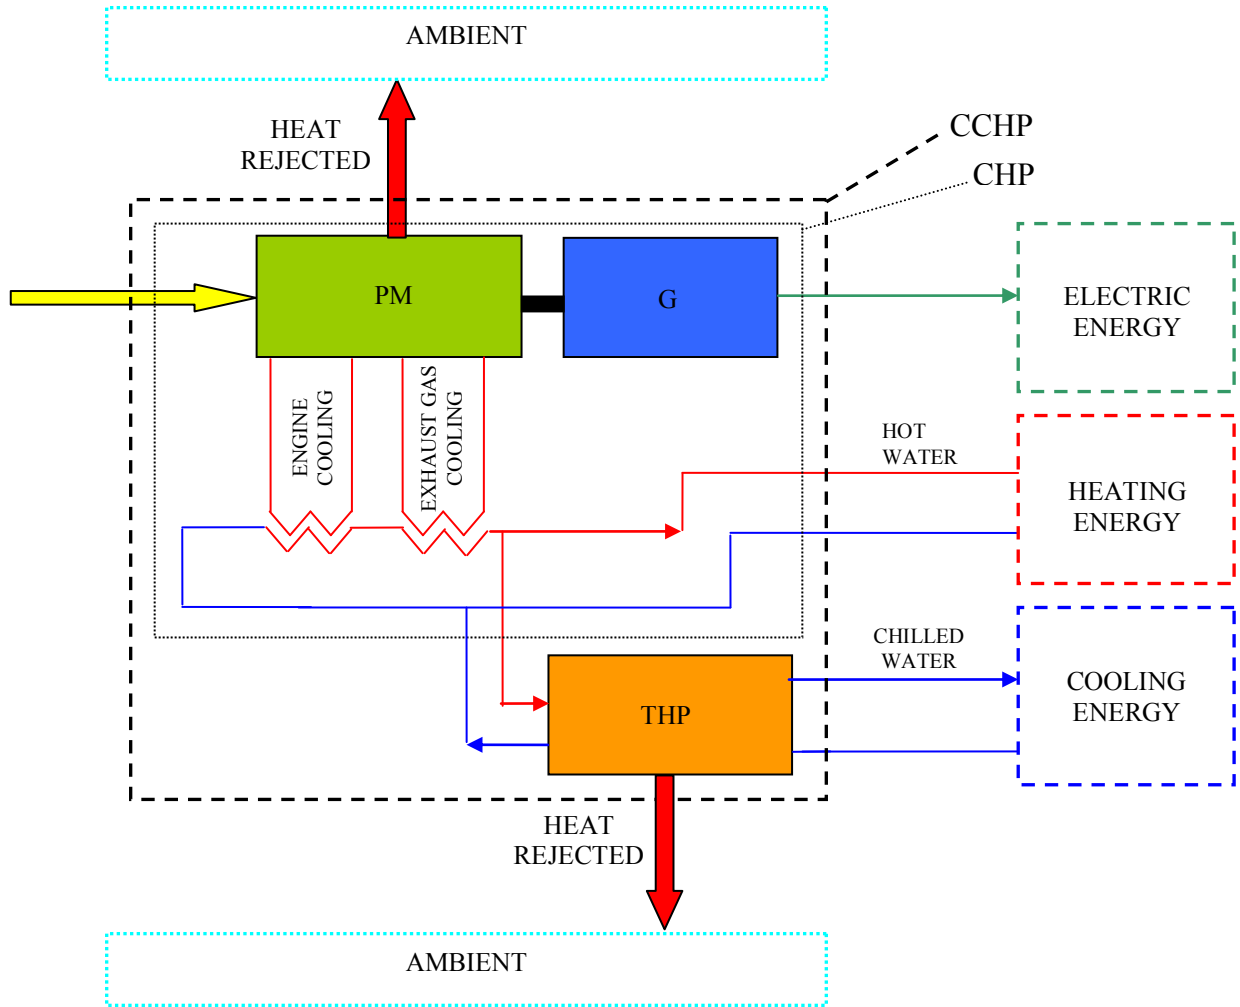 AMBIENT
HEAT
REJECTED
CCHP
CHP
PM
G
ELECTRIC
ENERGY
ENGINE
COOLING
EXHAUST GAS
COOLING
HOT
WATER
HEATING
ENERGY
CHILLED
WATER
THP
COOLING
ENERGY
HEAT
REJECTED
AMBIENT